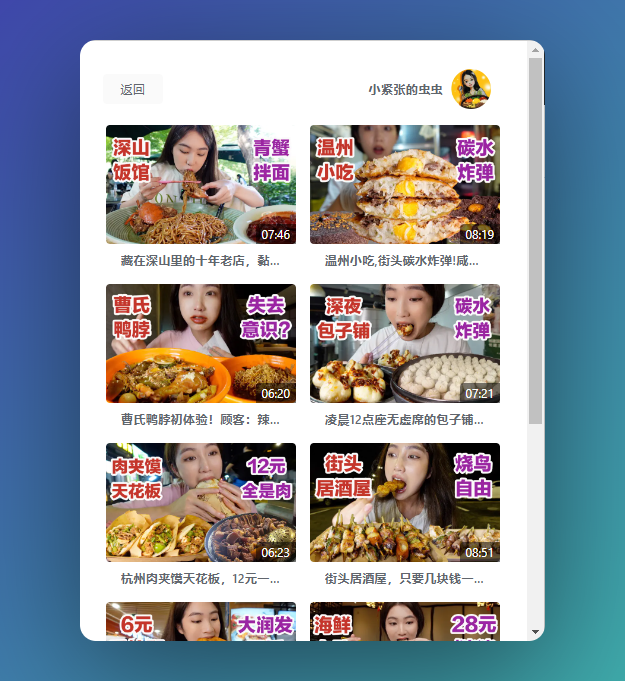 返回
小紧张的虫虫
深山
饭馆
青蟹
拌面
07:46
温州
小吃
碳水
炸弹
08:19
藏在深山里的十年老店，黏...
温州小吃,街头碳水炸弹!咸...
曹氏
鸭脖
失去
意识?
06:20
深夜
包子铺
碳水
炸弹
07:21
曹氏鸭脖初体验！顾客：辣...
凌晨12点座无虚席的包子铺...
肉夹馍
天花板
12元
全是肉
06:23
街头
居酒屋
烧鸟
自由
08:51
杭州肉夹馍天花板，12元一...
街头居酒屋，只要几块钱一...
6元
大润发
海鲜
28元